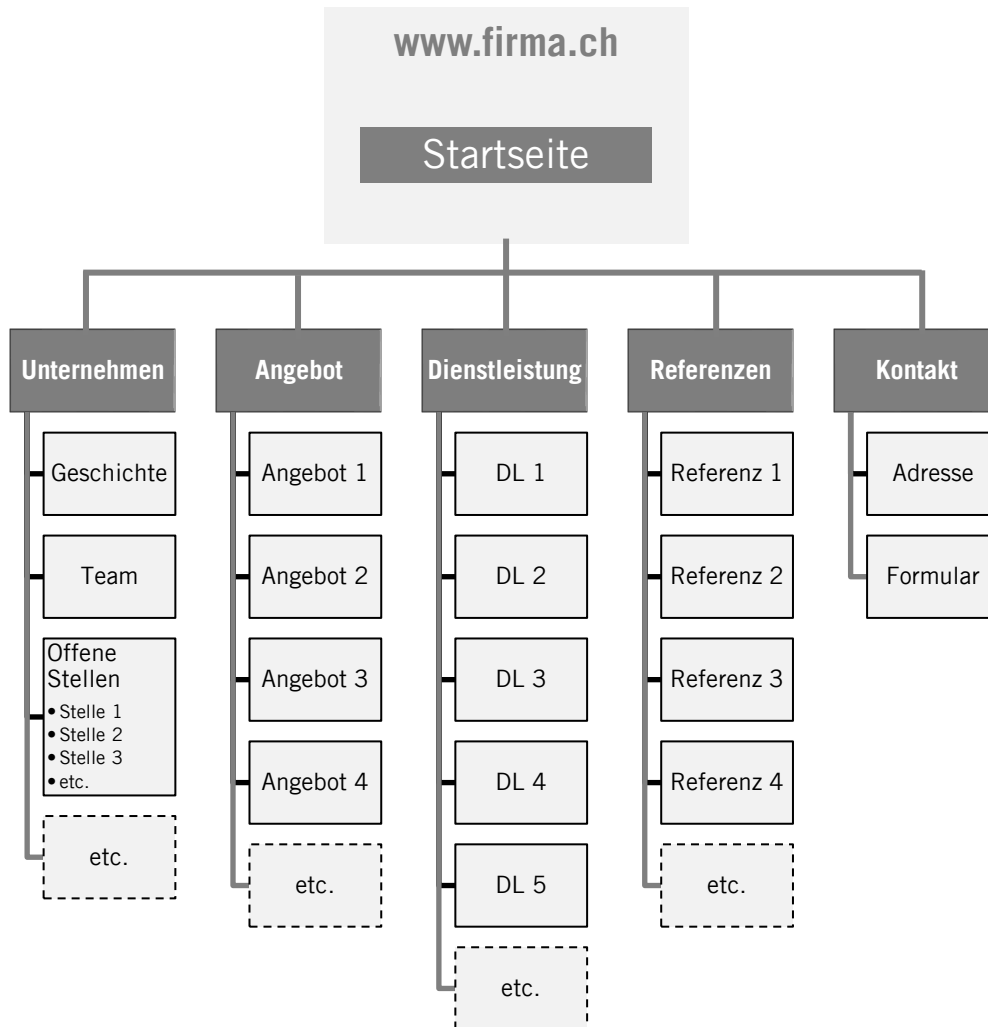 www.firma.ch
Startseite
Unternehmen
Angebot
Dienstleistung
Referenzen
Kontakt
Geschichte
Team
Offene
Stellen
• Stelle 1
• Stelle 2
• Stelle 3
• etc.
etc.
Angebot 1
Angebot 2
Angebot 3
Angebot 4
etc.
DL 1
DL 2
DL 3
DL 4
DL 5
etc.
Referenz 1
Referenz 2
Referenz 3
Referenz 4
etc.
Adresse
Formular